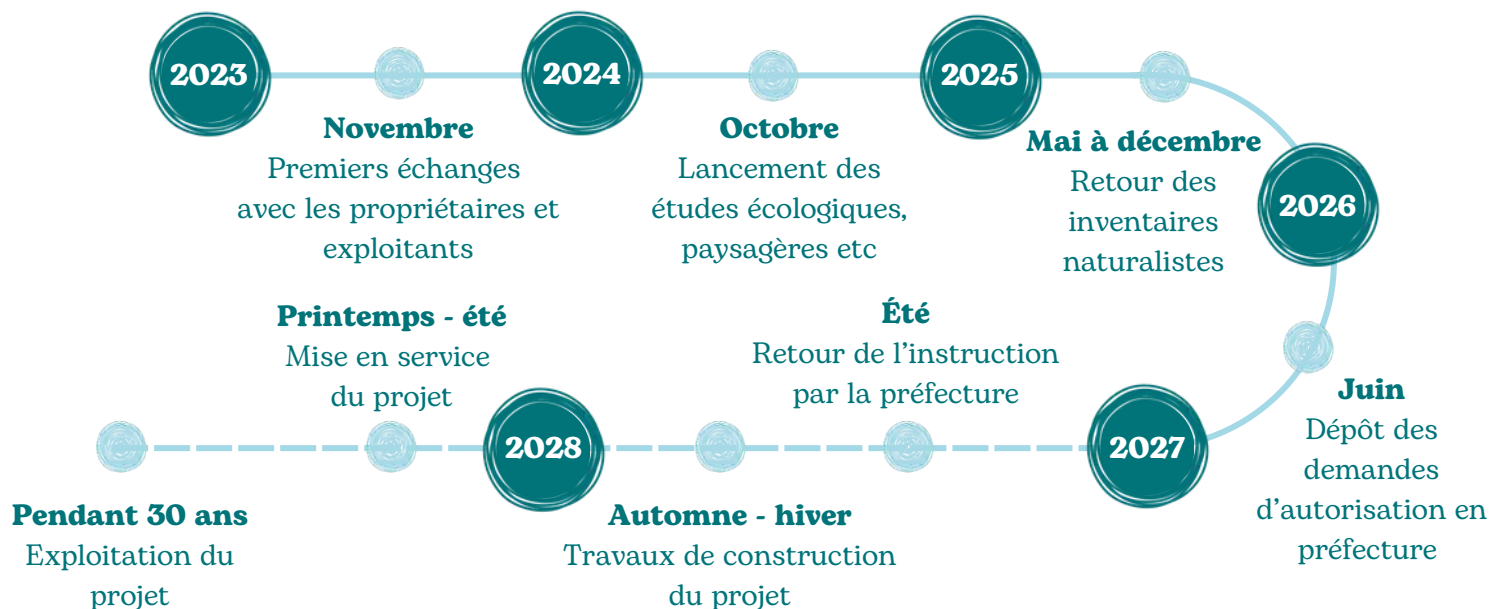 2023
Novembre
Premiers échanges
avec les propriétaires et
exploitants
2024
Octobre
Lancement des
études écologiques,
paysagères etc
2025
Mai à décembre
Retour des
inventaires
naturalistes
2026
Juin
Dépôt des
demandes
d'autorisation en
préfecture
2027
Été
Retour de l'instruction
par la préfecture
Automne - hiver
Travaux de construction
du projet
2028
Printemps - été
Mise en service
du projet
Pendant 30 ans
Exploitation du
projet